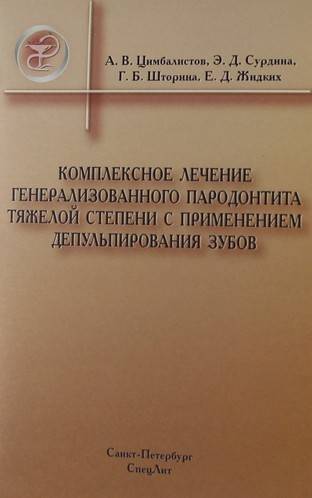 А. В. Цимбалистов, Э. Д. Сурдина,
Г. Б. Шторина, Е. Д. Жидких
КОМПЛЕКСНОЕ ЛЕЧЕНИЕ
ГЕНЕРАЛИЗОВАННОГО ПАРОДОНТИТА
ТЯЖЕЛОЙ СТЕПЕНИ С ПРИМЕНЕНИЕМ
ДЕПУЛЬПИРОВАНИЯ ЗУБОВ
Санкт-Петербург
СпецЛит